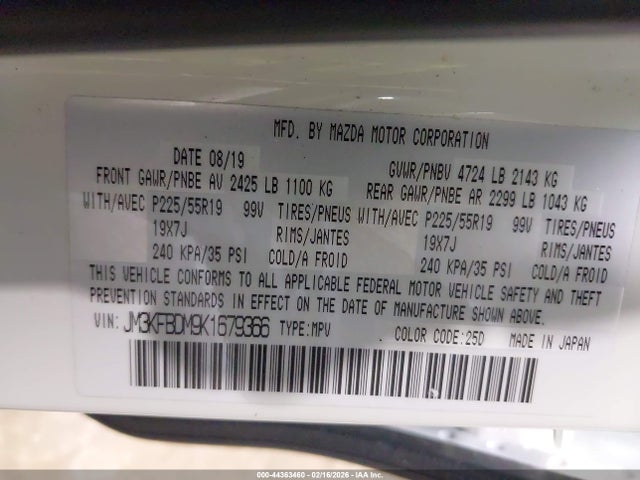 MFD. BY MAZDA MOTOR CORPORATION
DATE 08/19 GVWR/PNBV 4724 LB 2143 KG
FRONT GAWR/PNBE AV 2425 LB 1100 KG REAR GAWR/PNBE AR 2299 LB 1043 KG
WITH/AVEC P225/55R19 99V TIRES/PNEUS WITH/AVEC P225/55R19 99V TIRES/PNEUS
19X7J RIMS/JANTES 19X7J RIMS/JANTES
240 KPA/35 PSI COLD/A FROID 240 KPA/35 PSI COLD/A FROID
THIS VEHICLE CONFORMS TO ALL APPLICABLE FEDERAL MOTOR VEHICLE SAFETY AND THEFT
PREVENTION STANDARDS IN EFFECT ON THE DATE OF MANUFACTURE SHOWN ABOVE.
VIN: JM3KFBDM9K1679366 TYPE:MPV COLOR CODE:25D MADE IN JAPAN
000-44363460 - 02/16/2026 - IAAI.COM